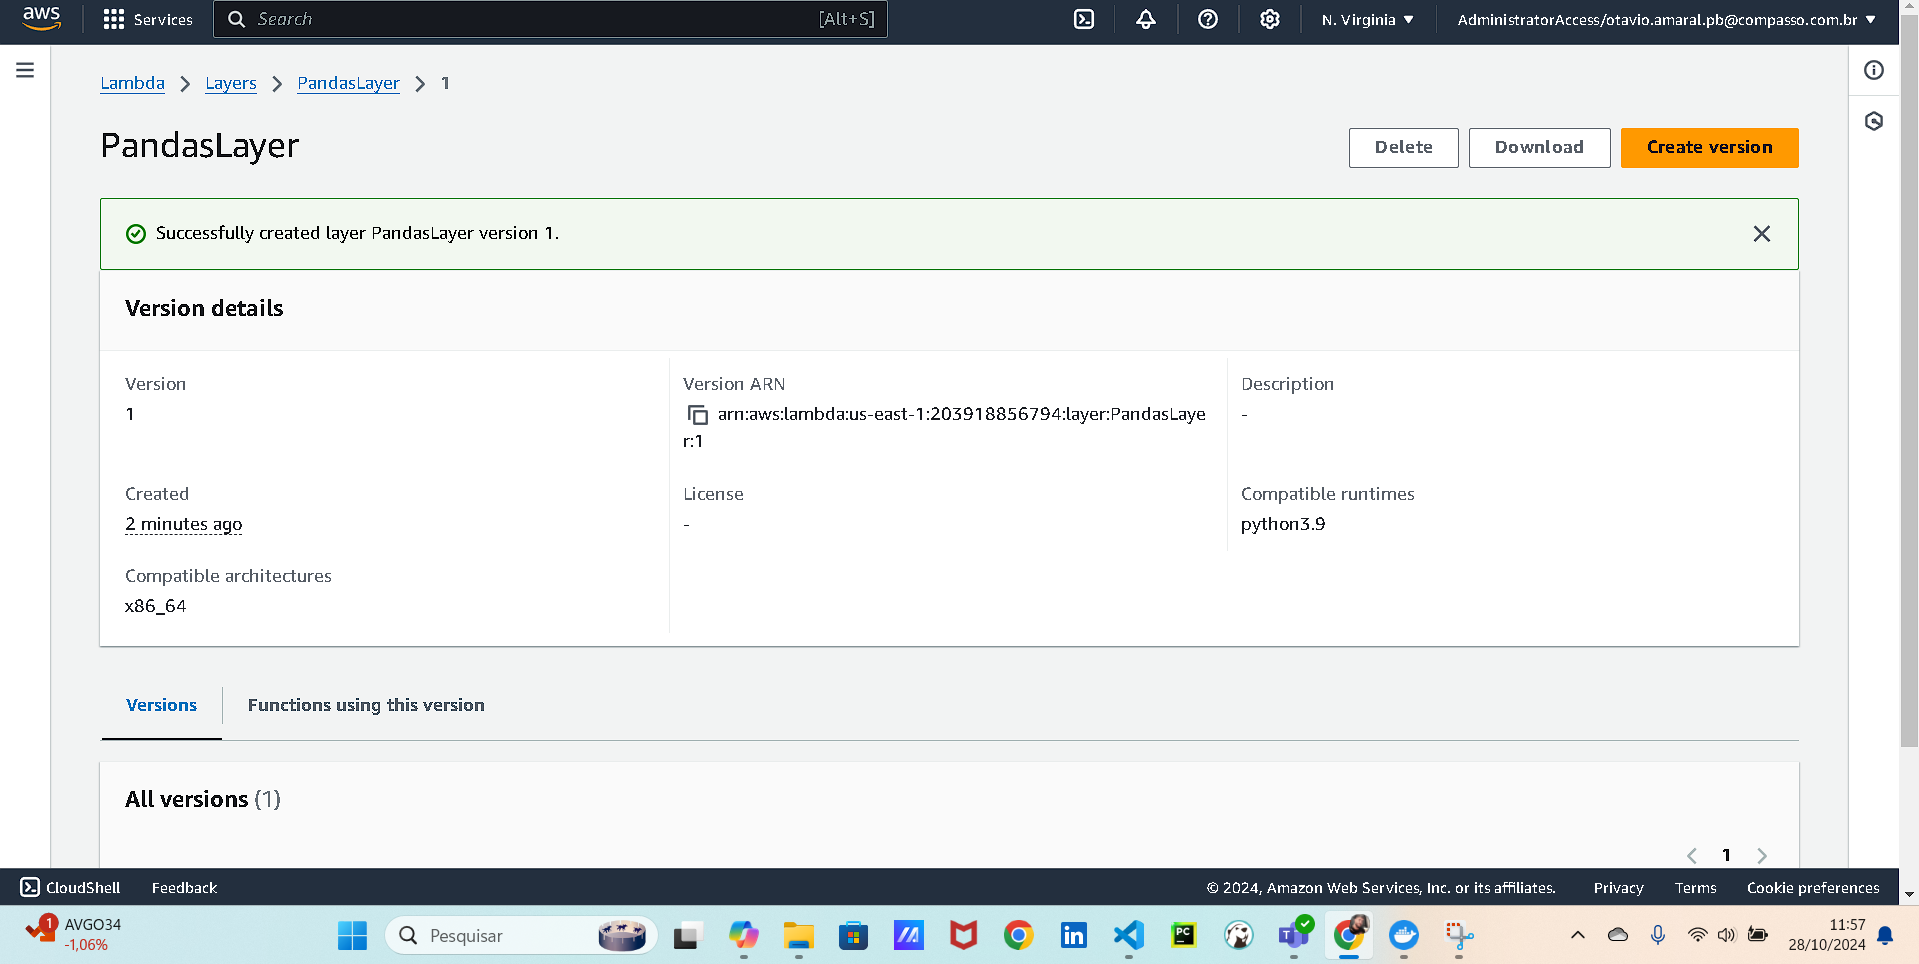 aws
Services
Search
[Alt+S]
N. Virginia ▼
AdministratorAccess/otavio.amaral.pb@compasso.com.br ▼
Lambda > Layers > PandasLayer > 1
PandasLayer
Delete
Download
Create version
Successfully created layer PandasLayer version 1.
Version details
Version
1
Version ARN
arn:aws:lambda:us-east-1:203918856794:layer:PandasLaye
r:1
Description
-
Created
2 minutes ago
License
-
Compatible runtimes
python3.9
Compatible architectures
x86_64
Versions
Functions using this version
All versions (1)
< 1 >
CloudShell
Feedback
© 2024, Amazon Web Services, Inc. or its affiliates.
Privacy
Terms
Cookie preferences
1
AVGO34
-1,06%
Pesquisar
PC
T
11:57
28/10/2024